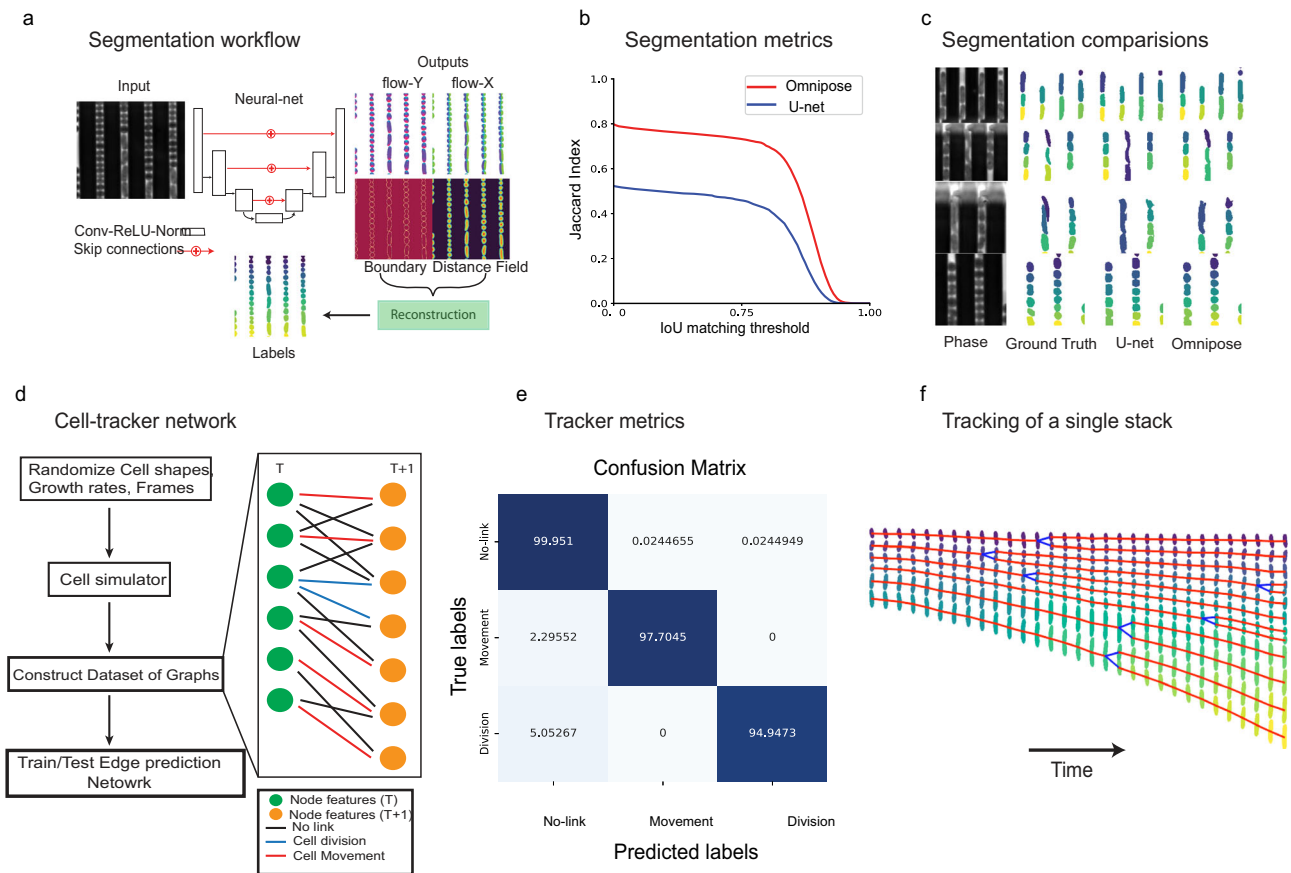 a
Segmentation workflow
Input
Neural-net
Outputs
flow-Y flow-X
Conv-ReLU-Norm
Skip connections
Boundary Distance Field
Reconstruction
Labels
b
Segmentation metrics
Omnipose
U-net
1.0
0.8
0.6
0.4
0.2
0.0
Jaccard Index
0. 0 0.75 1.00
IoU matching threshold
c
Segmentation comparisions
Phase Ground Truth U-net Omnipose
d
Cell-tracker network
Randomize Cell shapes,
Growth rates, Frames
Cell simulator
Construct Dataset of Graphs
Train/Test Edge prediction
Netowrk
T T+1
Node features (T)
Node features (T+1)
No link
Cell division
Cell Movement
e
Tracker metrics
Confusion Matrix
True labels
No-link
99.951 0.0244655 0.0244949
Movement
2.29552 97.7045 0
Division
5.05267 0 94.9473
No-link Movement Division
Predicted labels
f
Tracking of a single stack
Time